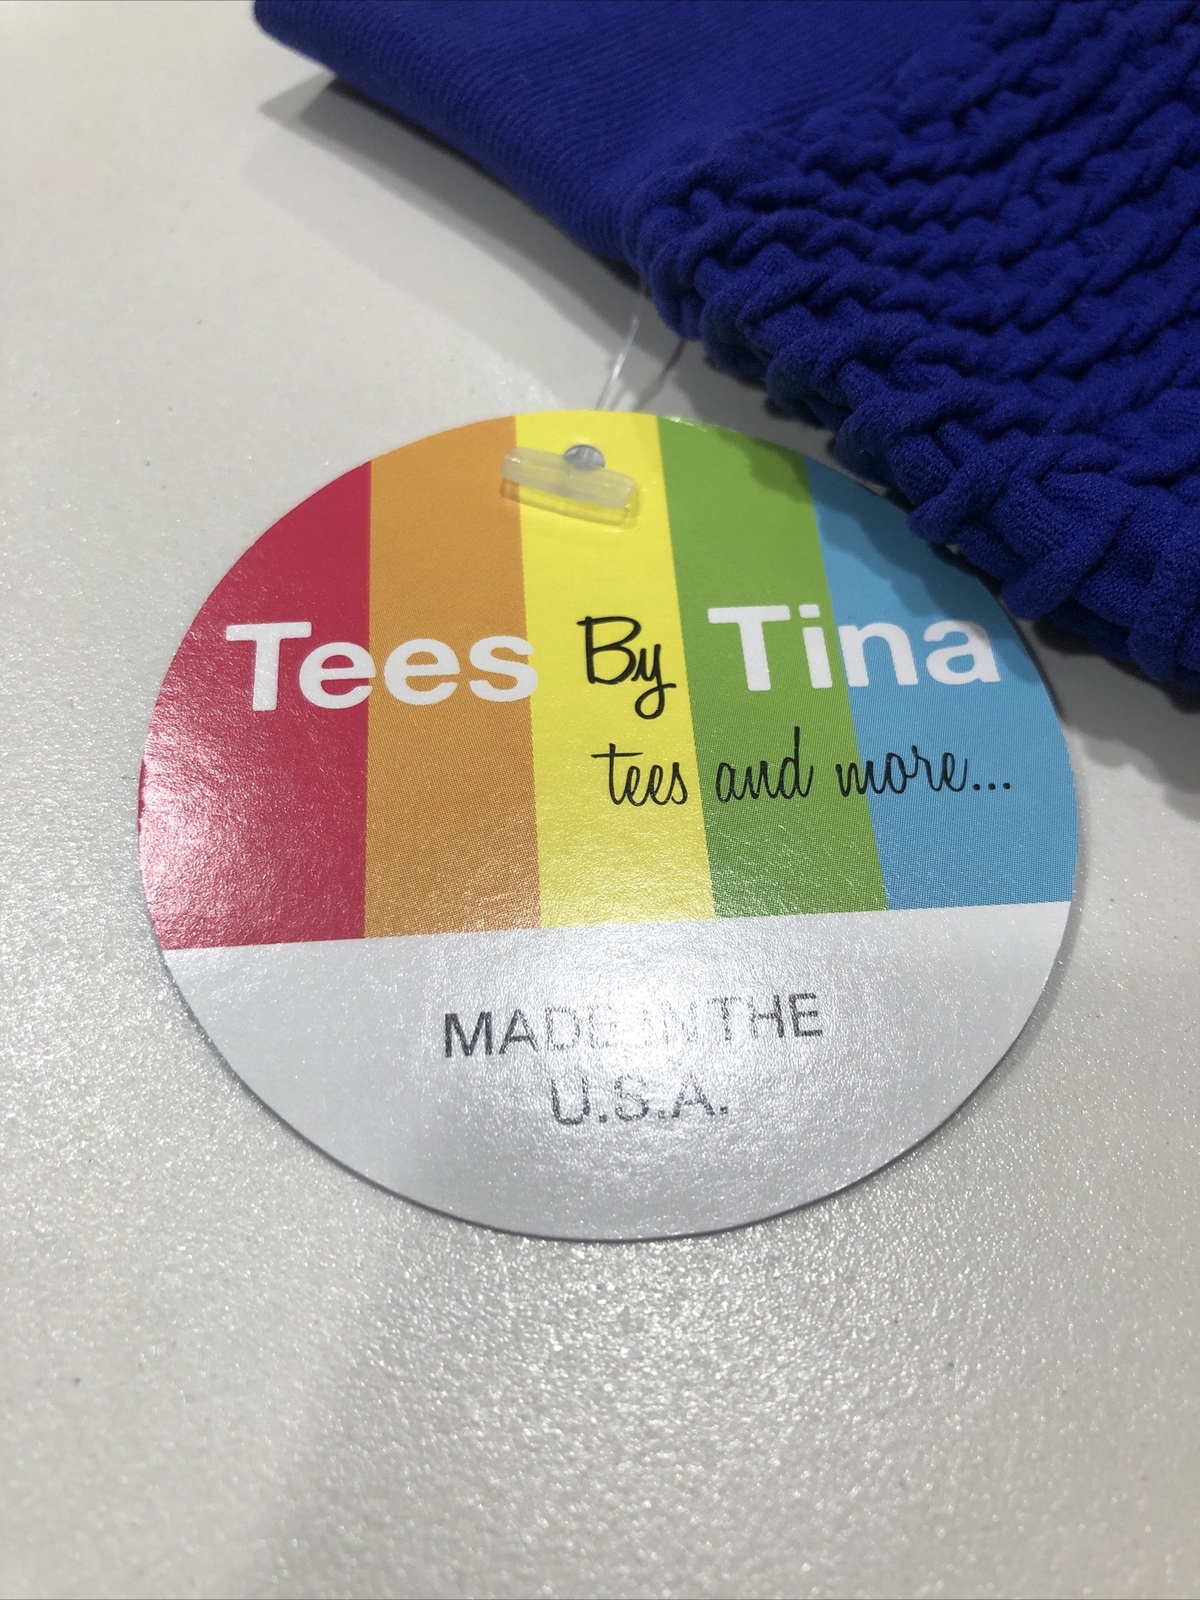 Tees By Tina
tees and more...
MADE IN THE
U.S.A.